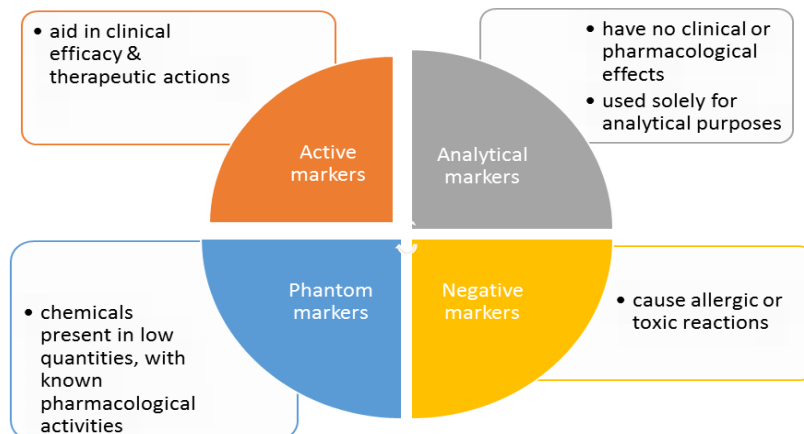 • aid in clinical
efficacy &
therapeutic actions
• have no clinical or
pharmacological
effects
• used solely for
analytical purposes
Active
markers
Analytical
markers
Phantom
markers
Negative
markers
• chemicals
present in low
quantities, with
known
pharmacological
activities
• cause allergic or
toxic reactions